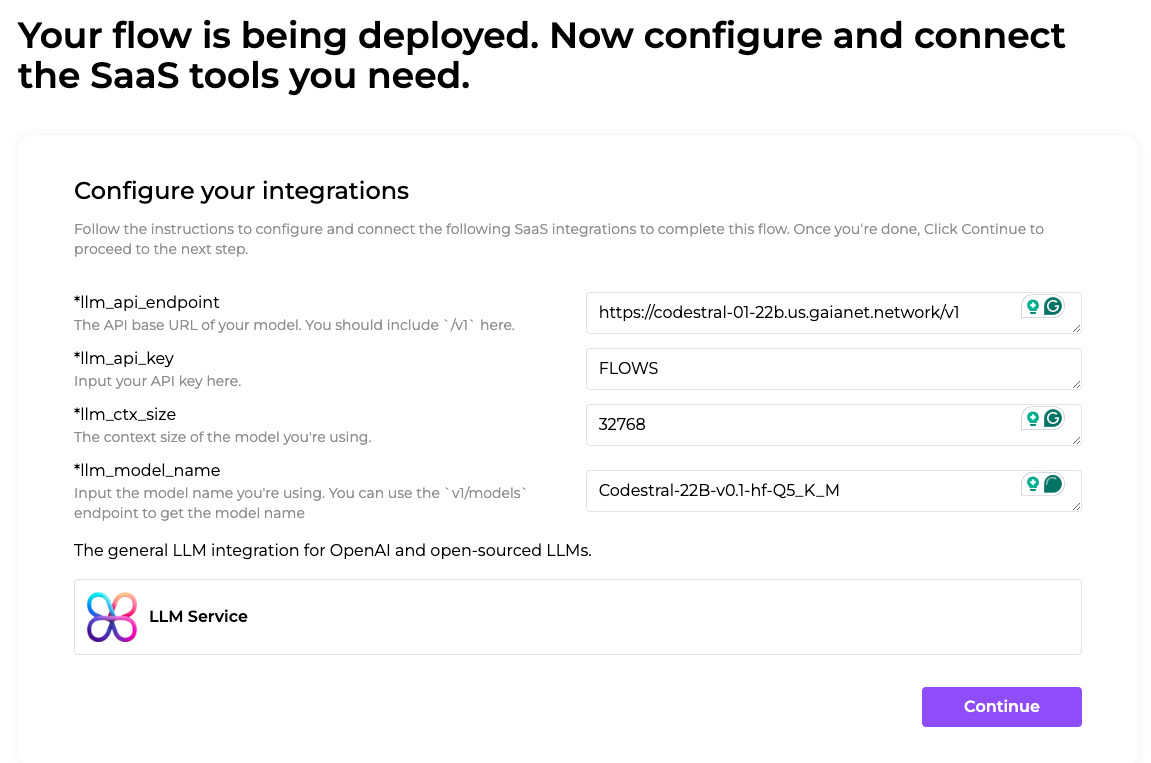 Your flow is being deployed. Now configure and connect
the SaaS tools you need.
Configure your integrations
Follow the instructions to configure and connect the following SaaS integrations to complete this flow. Once you're done, Click Continue to
proceed to the next step.
*llm_api_endpoint
The API base URL of your model. You should include `/v1` here.
https://codestral-01-22b.us.gaianet.network/v1
*llm_api_key
Input your API key here.
FLOWS
*llm_ctx_size
The context size of the model you're using.
32768
*llm_model_name
Input the model name you're using. You can use the `v1/models`
endpoint to get the model name
Codestral-22B-v0.1-hf-Q5_K_M
The general LLM integration for OpenAI and open-sourced LLMs.
LLM Service
Continue